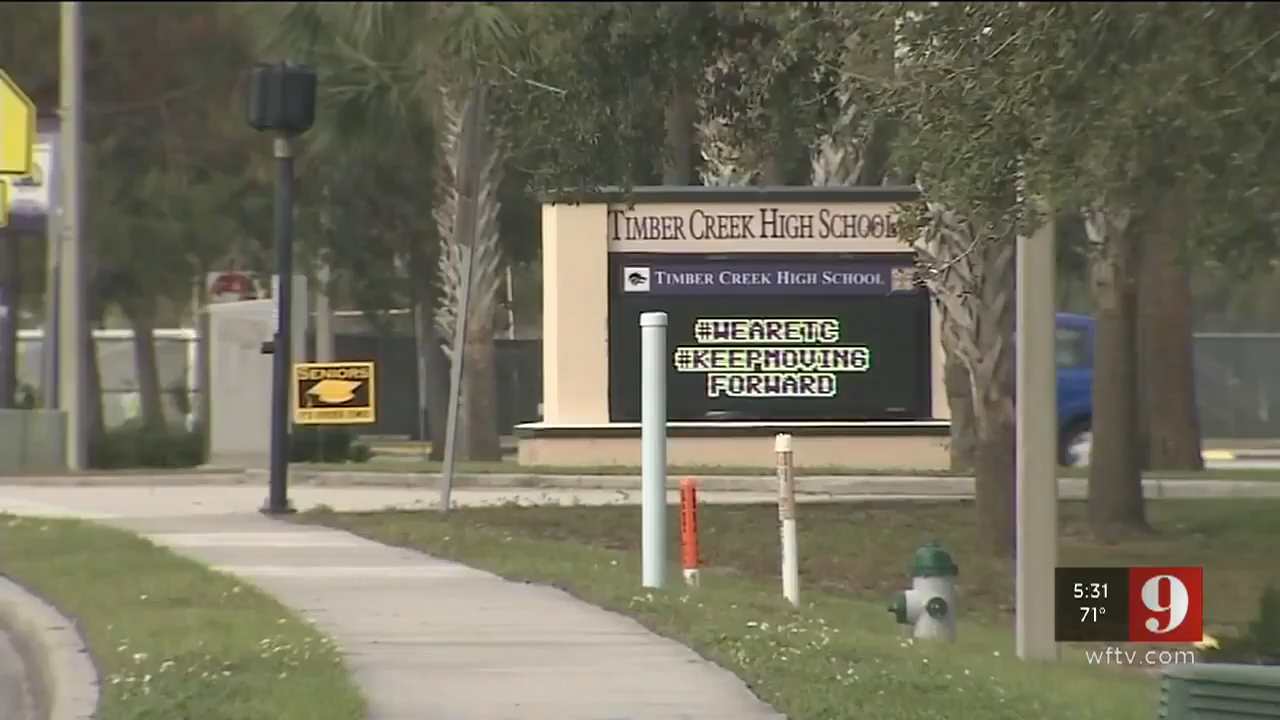 TIMBER CREEK HIGH SCHOOL
TIMBER CREEK HIGH SCHOOL
#WEARETC
#KEEPMOVING
FORWARD
SENIORS
5:31
71°
9
wftv.com